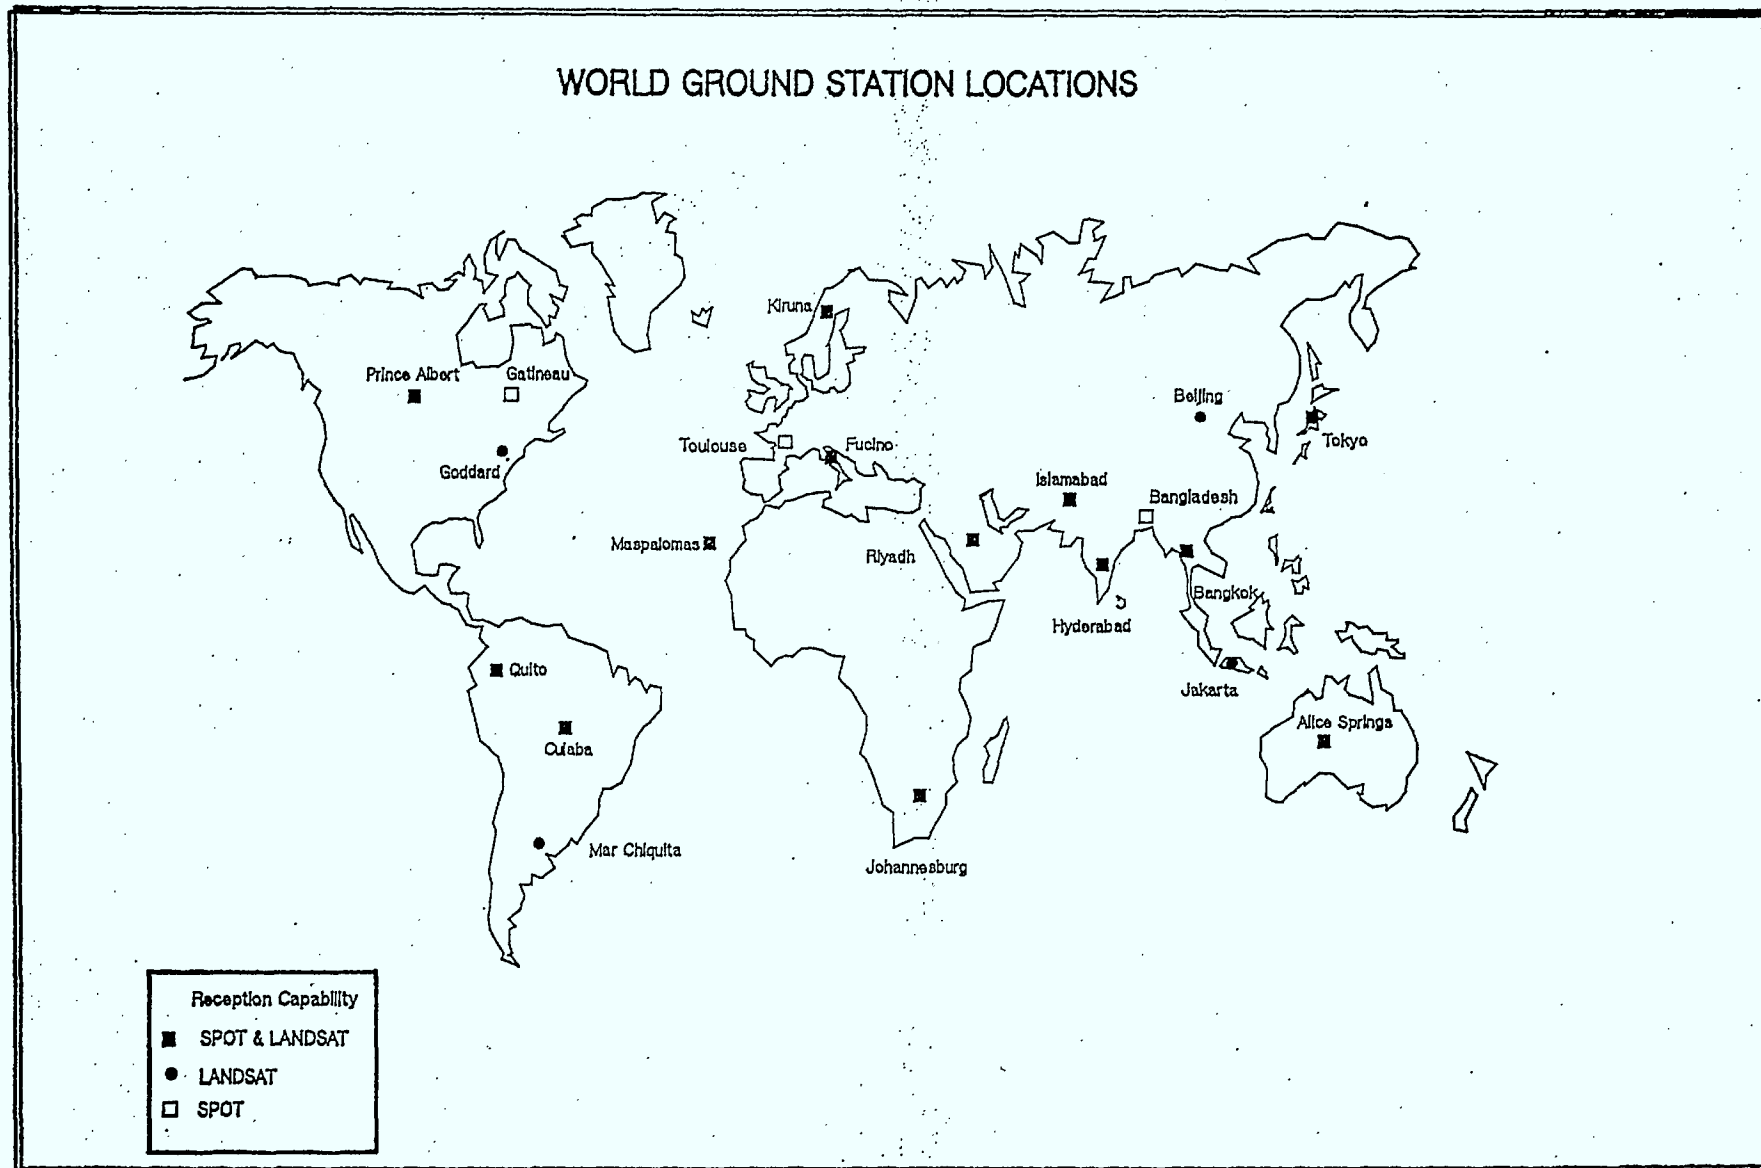 WORLD GROUND STATION LOCATIONS
Kiruna
Prince Albert
Gatineau
Beijing
Toulouse
Fucino
Tokyo
Goddard
Islamabad
Bangladesh
Maspalomas
Riyadh
Bangkok
Hyderabad
Quito
Jakarta
Alice Springs
Cuiaba
Mar Chiquita
Johannesburg
Reception Capability
SPOT & LANDSAT
LANDSAT
SPOT